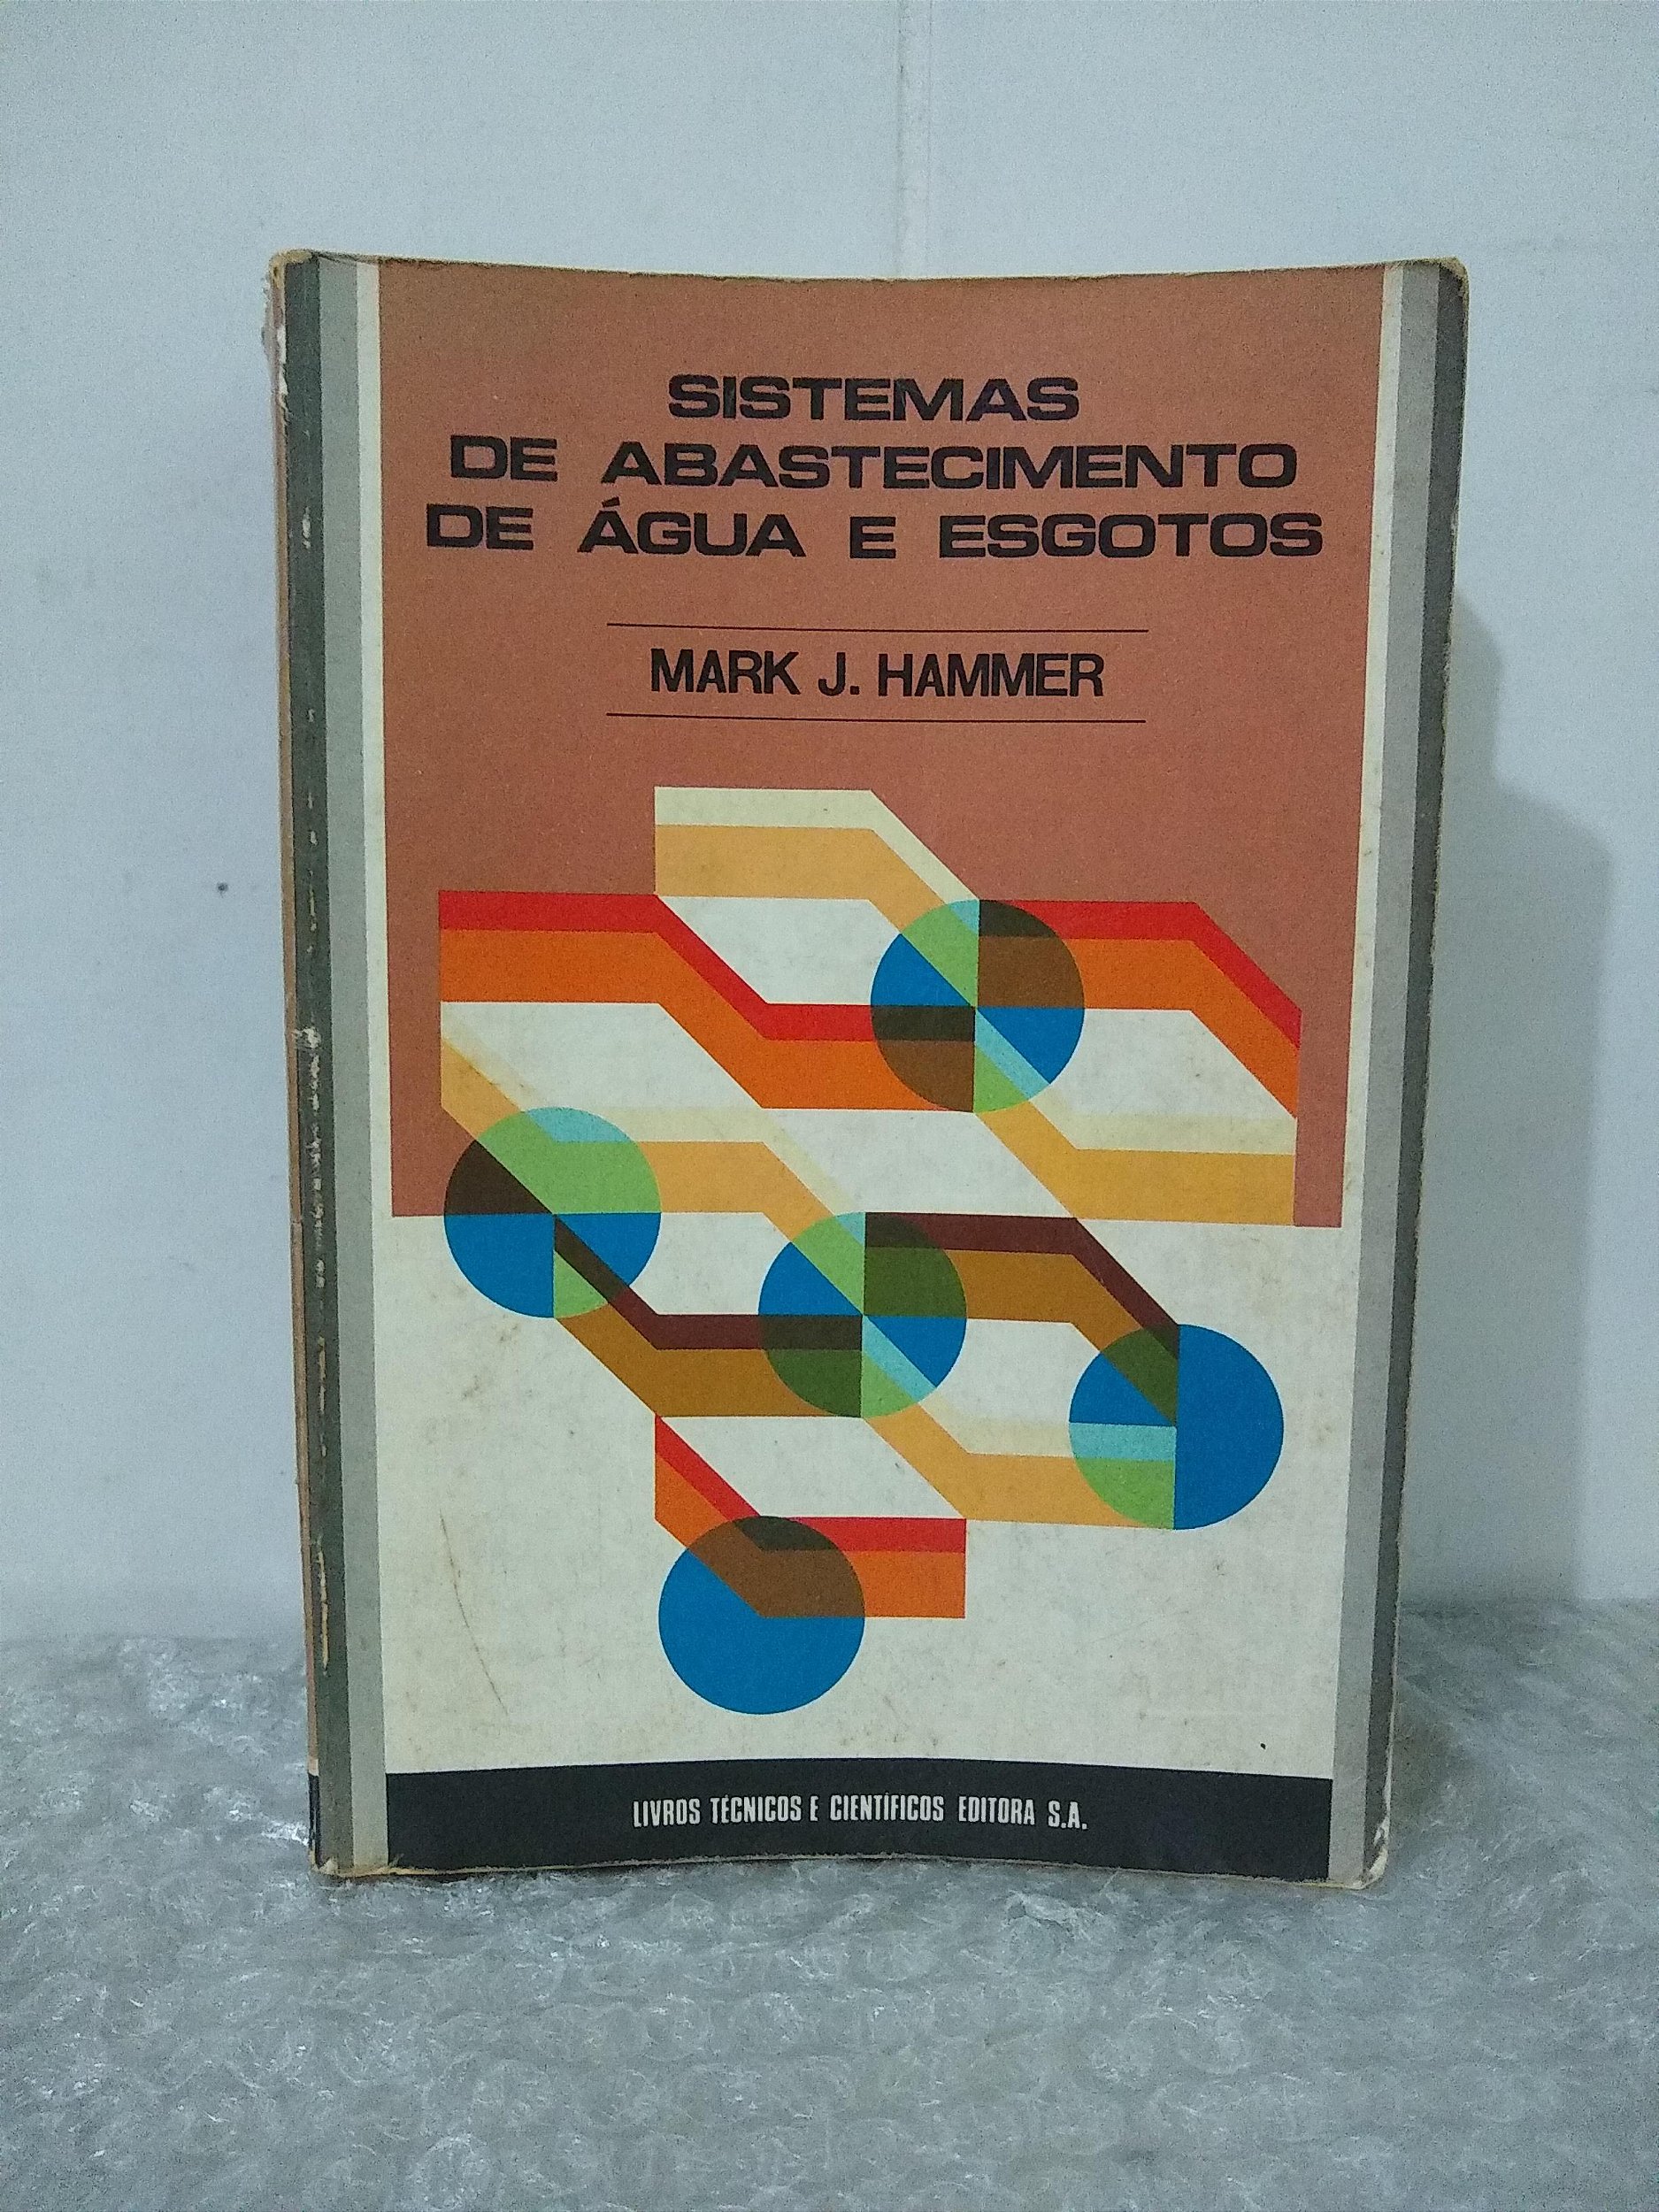 SISTEMAS
DE ABASTECIMENTO
DE ÁGUA E ESGOTOS
MARK J. HAMMER
LIVROS TÉCNICOS E CIENTÍFICOS EDITORA S.A.